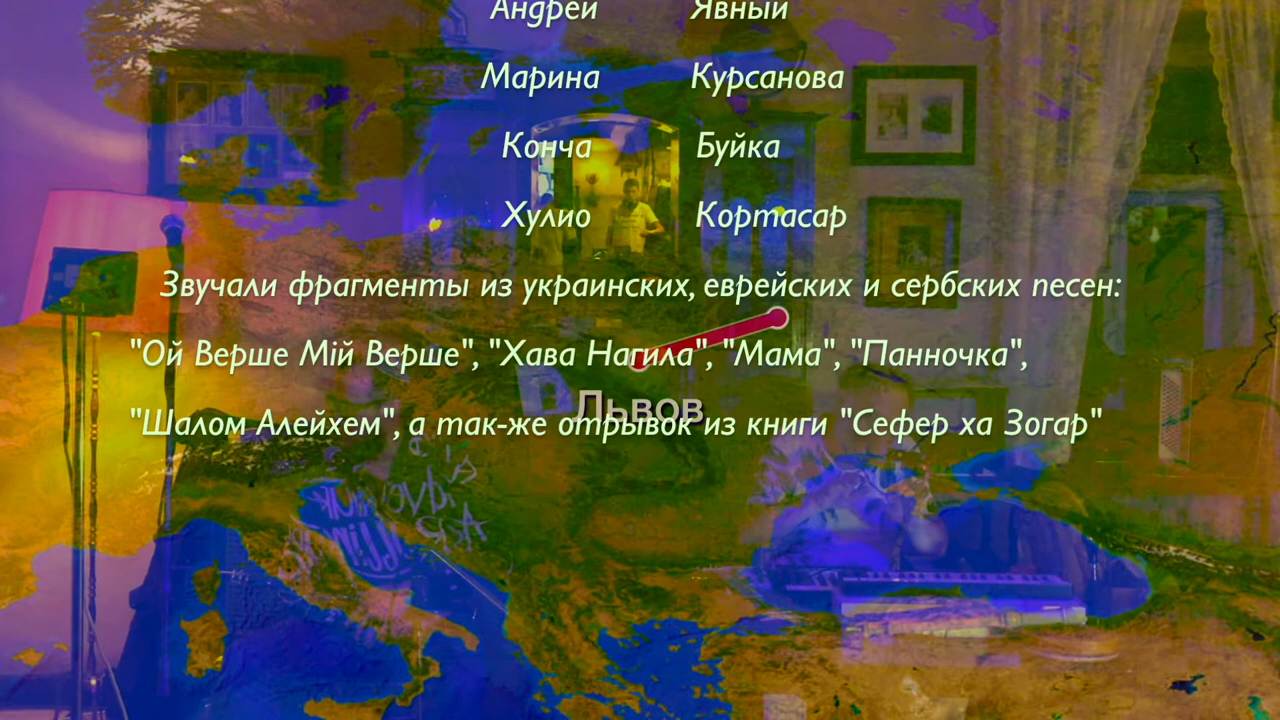 Андрей Явный
Марина Курсанова
Конча Буйка
Хулио Кортасар
Звучали фрагменты из украинских, еврейских и сербских песен:
"Ой Верше Мій Верше", "Хава Нагила", "Мама", "Панночка",
Львов
"Шалом Алейхем", а так-же отрывок из книги "Сефер ха Зогар"